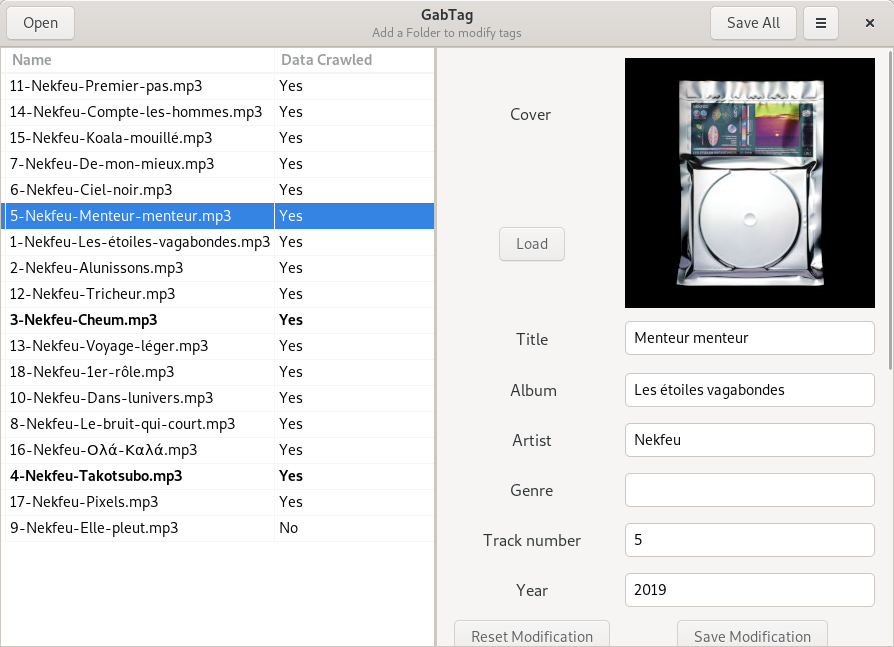 Open
GabTag
Add a Folder to modify tags
Save All
Name Data Crawled
11-Nekfeu-Premier-pas.mp3 Yes
14-Nekfeu-Compte-les-hommes.mp3 Yes
15-Nekfeu-Koala-mouillé.mp3 Yes
7-Nekfeu-De-mon-mieux.mp3 Yes
6-Nekfeu-Ciel-noir.mp3 Yes
5-Nekfeu-Menteur-menteur.mp3 Yes
1-Nekfeu-Les-étoiles-vagabondes.mp3 Yes
2-Nekfeu-Alunissons.mp3 Yes
12-Nekfeu-Tricheur.mp3 Yes
3-Nekfeu-Cheum.mp3 Yes
13-Nekfeu-Voyage-léger.mp3 Yes
18-Nekfeu-1er-rôle.mp3 Yes
10-Nekfeu-Dans-lunivers.mp3 Yes
8-Nekfeu-Le-bruit-qui-court.mp3 Yes
16-Nekfeu-Ολά-Καλά.mp3 Yes
4-Nekfeu-Takotsubo.mp3 Yes
17-Nekfeu-Pixels.mp3 Yes
9-Nekfeu-Elle-pleut.mp3 No
Cover
Load
Title Menteur menteur
Album Les étoiles vagabondes
Artist Nekfeu
Genre
Track number 5
Year 2019
Reset Modification Save Modification